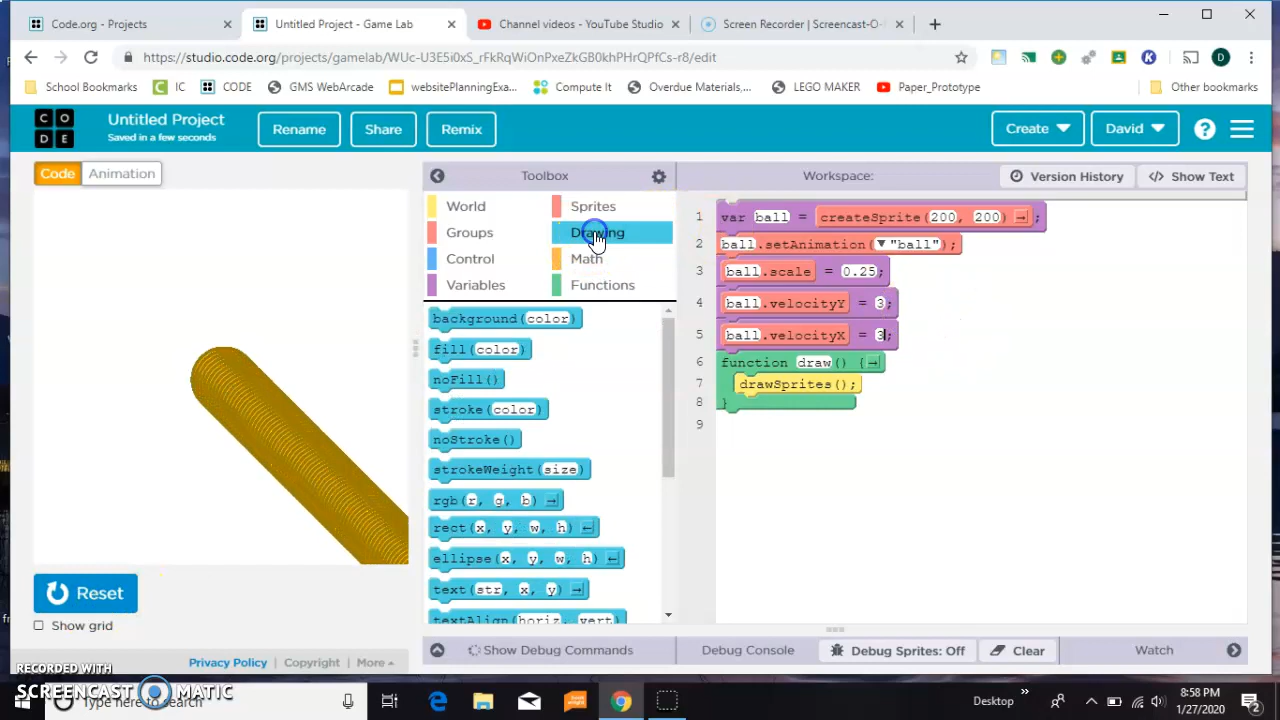 Code.org - Projects
Untitled Project - Game Lab
Channel videos - YouTube Studio
Screen Recorder | Screencast-O-
https://studio.code.org/projects/gamelab/WUc-U3E5i0xS_rFkRqWiOnPxeZkGB0khPHrQPfCs-r8/edit
D
School Bookmarks
IC
CODE
GMS WebArcade
websitePlanningExa...
Compute It
Overdue Materials,...
LEGO MAKER
Paper_Prototype
Other bookmarks
CODE
Untitled Project
Saved in a few seconds
Rename
Share
Remix
Create
David
?
Code
Animation
Toolbox
Workspace:
Version History
</> Show Text
World
Sprites
Groups
Drawing
Control
Math
Variables
Functions
background(color)
fill(color)
noFill()
stroke(color)
noStroke()
strokeWeight(size)
rgb(r, g, b)
rect(x, y, w, h)
ellipse(x, y, w, h)
text(str, x, y)
textAlign(horiz, vert)
1 var ball = createSprite(200, 200);
2 ball.setAnimation("ball");
3 ball.scale = 0.25;
4 ball.velocityY = 3;
5 ball.velocityX = 3;
6 function draw() {
7 drawSprites();
8 }
9
Reset
Show grid
Show Debug Commands
Debug Console
Debug Sprites: Off
Clear
Watch
Privacy Policy
Copyright
More
RECORDED WITH
SCREENCAST MATIC
Type here to search
Desktop
8:58 PM
1/27/2020
2